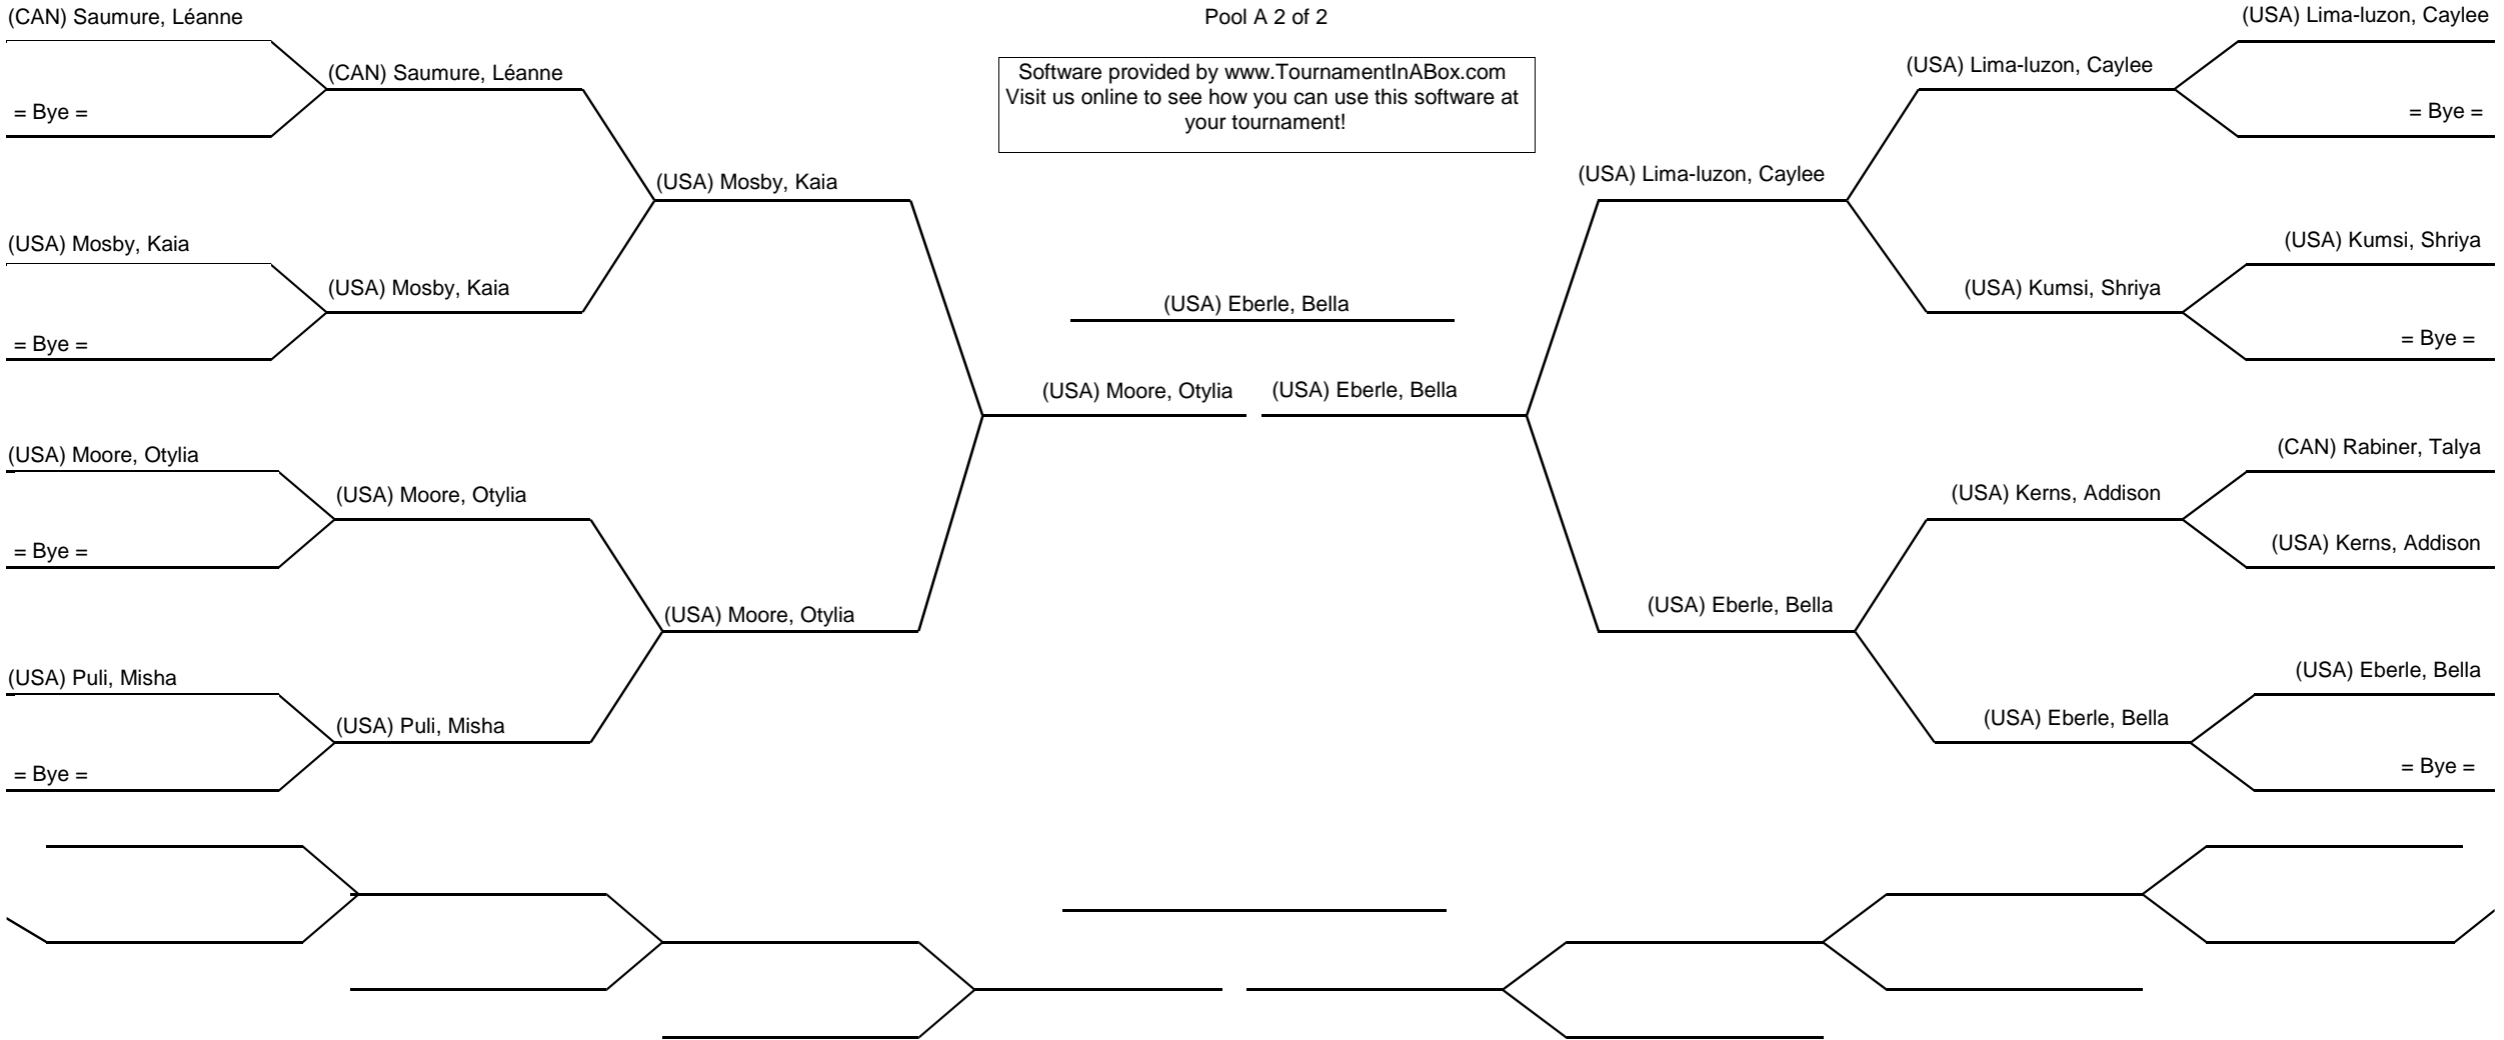 (CAN) Saumure, Léanne
Pool A 2 of 2
(USA) Lima-luzon, Caylee
(CAN) Saumure, Léanne
Software provided by www.TournamentInABox.com
Visit us online to see how you can use this software at
your tournament!
(USA) Lima-luzon, Caylee
= Bye =
= Bye =
(USA) Mosby, Kaia
(USA) Lima-luzon, Caylee
(USA) Mosby, Kaia
(USA) Kumsi, Shriya
(USA) Mosby, Kaia
(USA) Eberle, Bella
(USA) Kumsi, Shriya
= Bye =
= Bye =
(USA) Moore, Otylia
(USA) Eberle, Bella
(USA) Moore, Otylia
(CAN) Rabiner, Talya
(USA) Moore, Otylia
(USA) Kerns, Addison
= Bye =
(USA) Kerns, Addison
(USA) Moore, Otylia
(USA) Eberle, Bella
(USA) Puli, Misha
(USA) Eberle, Bella
(USA) Puli, Misha
(USA) Eberle, Bella
= Bye =
= Bye =